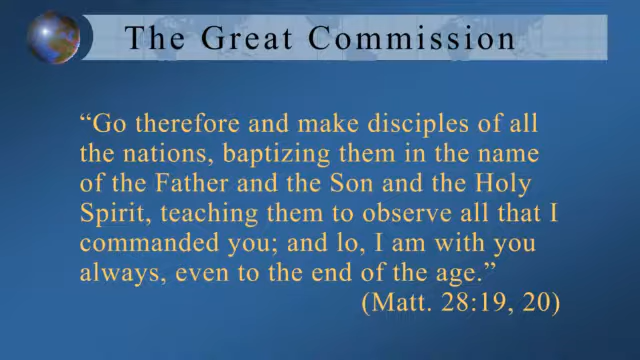 The Great Commission
“Go therefore and make disciples of all
the nations, baptizing them in the name
of the Father and the Son and the Holy
Spirit, teaching them to observe all that I
commanded you; and lo, I am with you
always, even to the end of the age.”
(Matt. 28:19, 20)